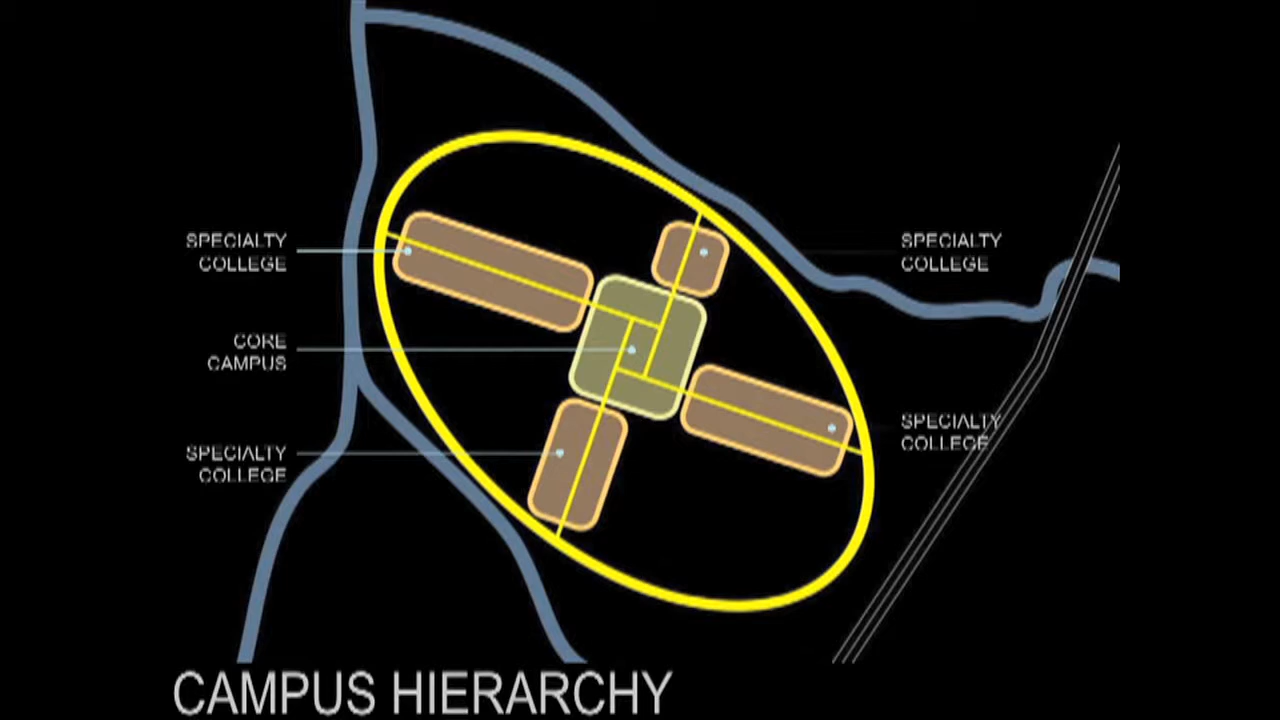 SPECIALTY
COLLEGE
SPECIALTY
COLLEGE
CORE
CAMPUS
SPECIALTY
COLLEGE
SPECIALTY
COLLEGE
CAMPUS HIERARCHY